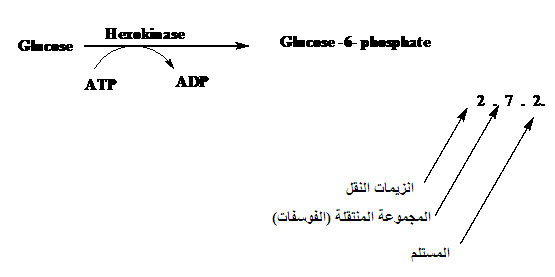 Hexokinase
Glucose
Glucose -6- phosphate
ATP
ADP
2 - 7 - 2-
انزيمات النقل
المجموعة المنتقلة (الفوسفات)
المستلم